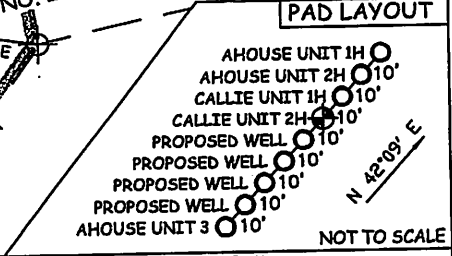 NO.
E
PAD LAYOUT
AHOUSE UNIT 1H
AHOUSE UNIT 2H 10'
CALLIE UNIT 1H 10'
CALLIE UNIT 2H 10'
PROPOSED WELL 10'
PROPOSED WELL 10'
PROPOSED WELL 10'
PROPOSED WELL 10'
AHOUSE UNIT 3 10'
N 42°09' E
NOT TO SCALE